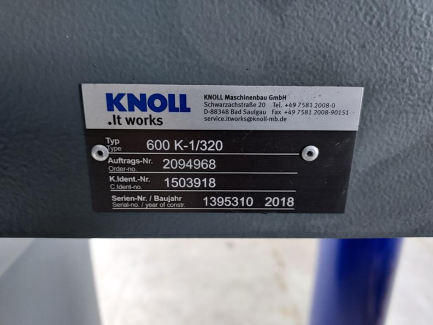 KNOLL
.It works
KNOLL Maschinenbau GmbH
Schwarzachstraße 20 Tel. +49 7581 2008-0
D-88348 Bad Saulgau Fax +49 7581 2008-90151
service.itworks@knoll-mb.de
Typ
Type 600 K-1/320
Auftrags-Nr.
Order-no. 2094968
K.Ident.-Nr.
C.Ident-no. 1503918
Serien-Nr. / Baujahr
Serial-no. / year of constr. 1395310 2018